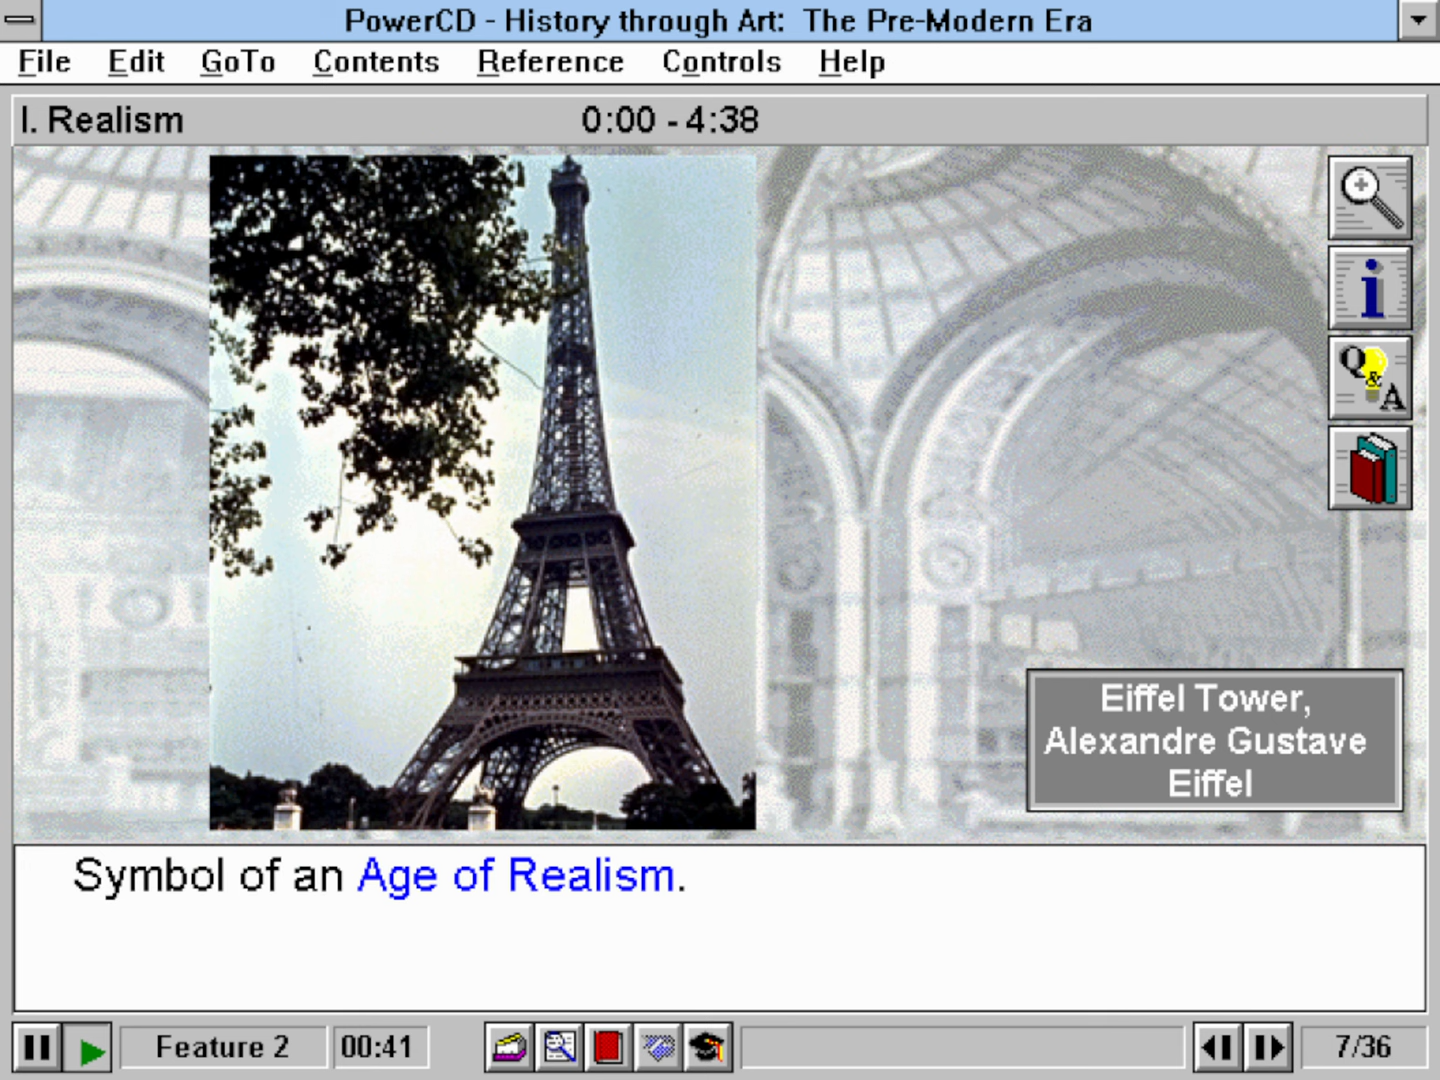 PowerCD - History through Art: The Pre-Modern Era
File Edit GoTo Contents Reference Controls Help
I. Realism 0:00 - 4:38
Q & A
Eiffel Tower,
Alexandre Gustave
Eiffel
Symbol of an Age of Realism.
Feature 2 00:41 7/36